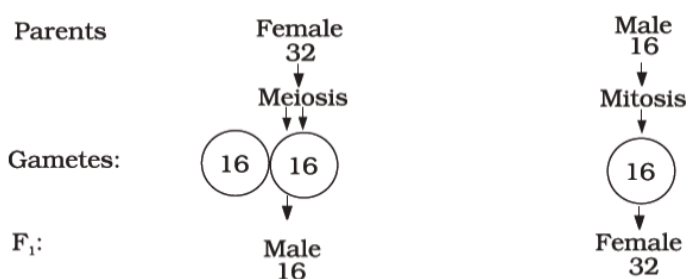 Parents Female Male
32 16
Meiosis Mitosis
Gametes: 16 16 16
F₁: Male Female
16 32